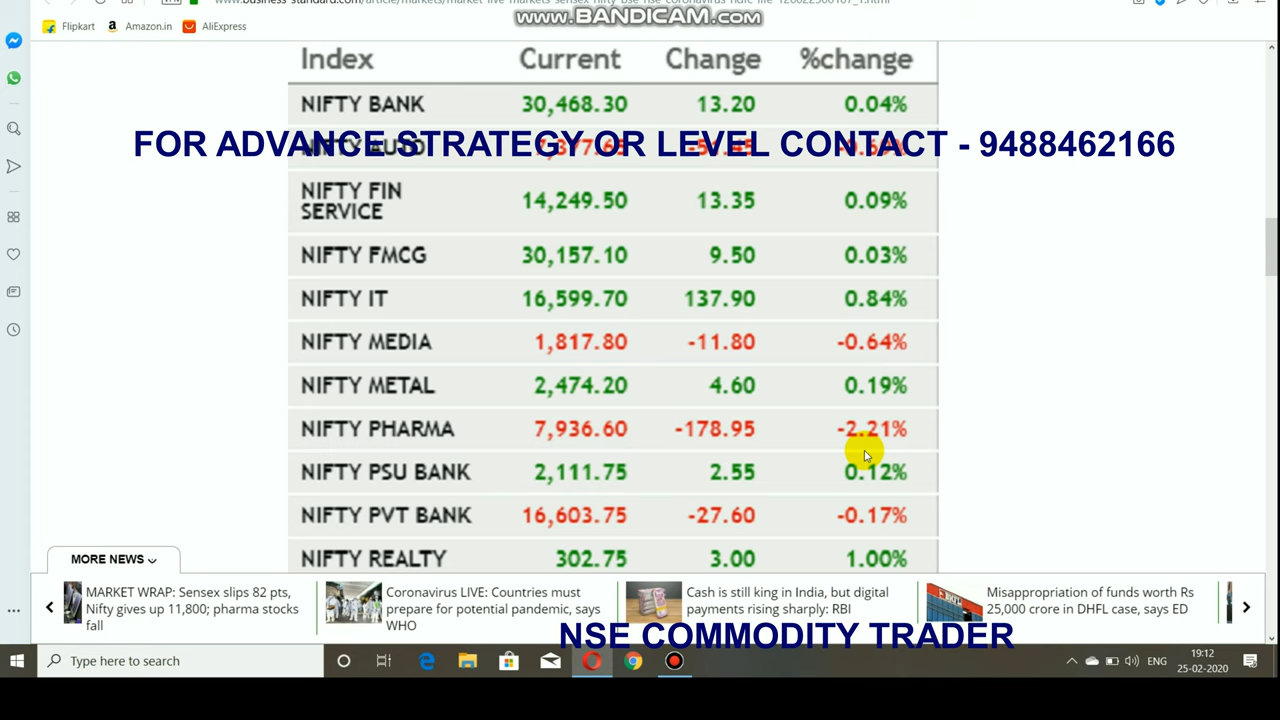 www.BANDICAM.com
Flipkart Amazon.in AliExpress
Index Current Change %change
NIFTY BANK 30,468.30 13.20 0.04%
FOR ADVANCE STRATEGY OR LEVEL CONTACT - 9488462166
NIFTY AUTO
NIFTY FIN
SERVICE 14,249.50 13.35 0.09%
NIFTY FMCG 30,157.10 9.50 0.03%
NIFTY IT 16,599.70 137.90 0.84%
NIFTY MEDIA 1,817.80 -11.80 -0.64%
NIFTY METAL 2,474.20 4.60 0.19%
NIFTY PHARMA 7,936.60 -178.95 -2.21%
NIFTY PSU BANK 2,111.75 2.55 0.12%
NIFTY PVT BANK 16,603.75 -27.60 -0.17%
NIFTY REALTY 302.75 3.00 1.00%
MORE NEWS
MARKET WRAP: Sensex slips 82 pts,
Nifty gives up 11,800; pharma stocks
fall
Coronavirus LIVE: Countries must
prepare for potential pandemic, says
WHO
Cash is still king in India, but digital
payments rising sharply: RBI
Misappropriation of funds worth Rs
25,000 crore in DHFL case, says ED
NSE COMMODITY TRADER
Type here to search
ENG
19:12
25-02-2020